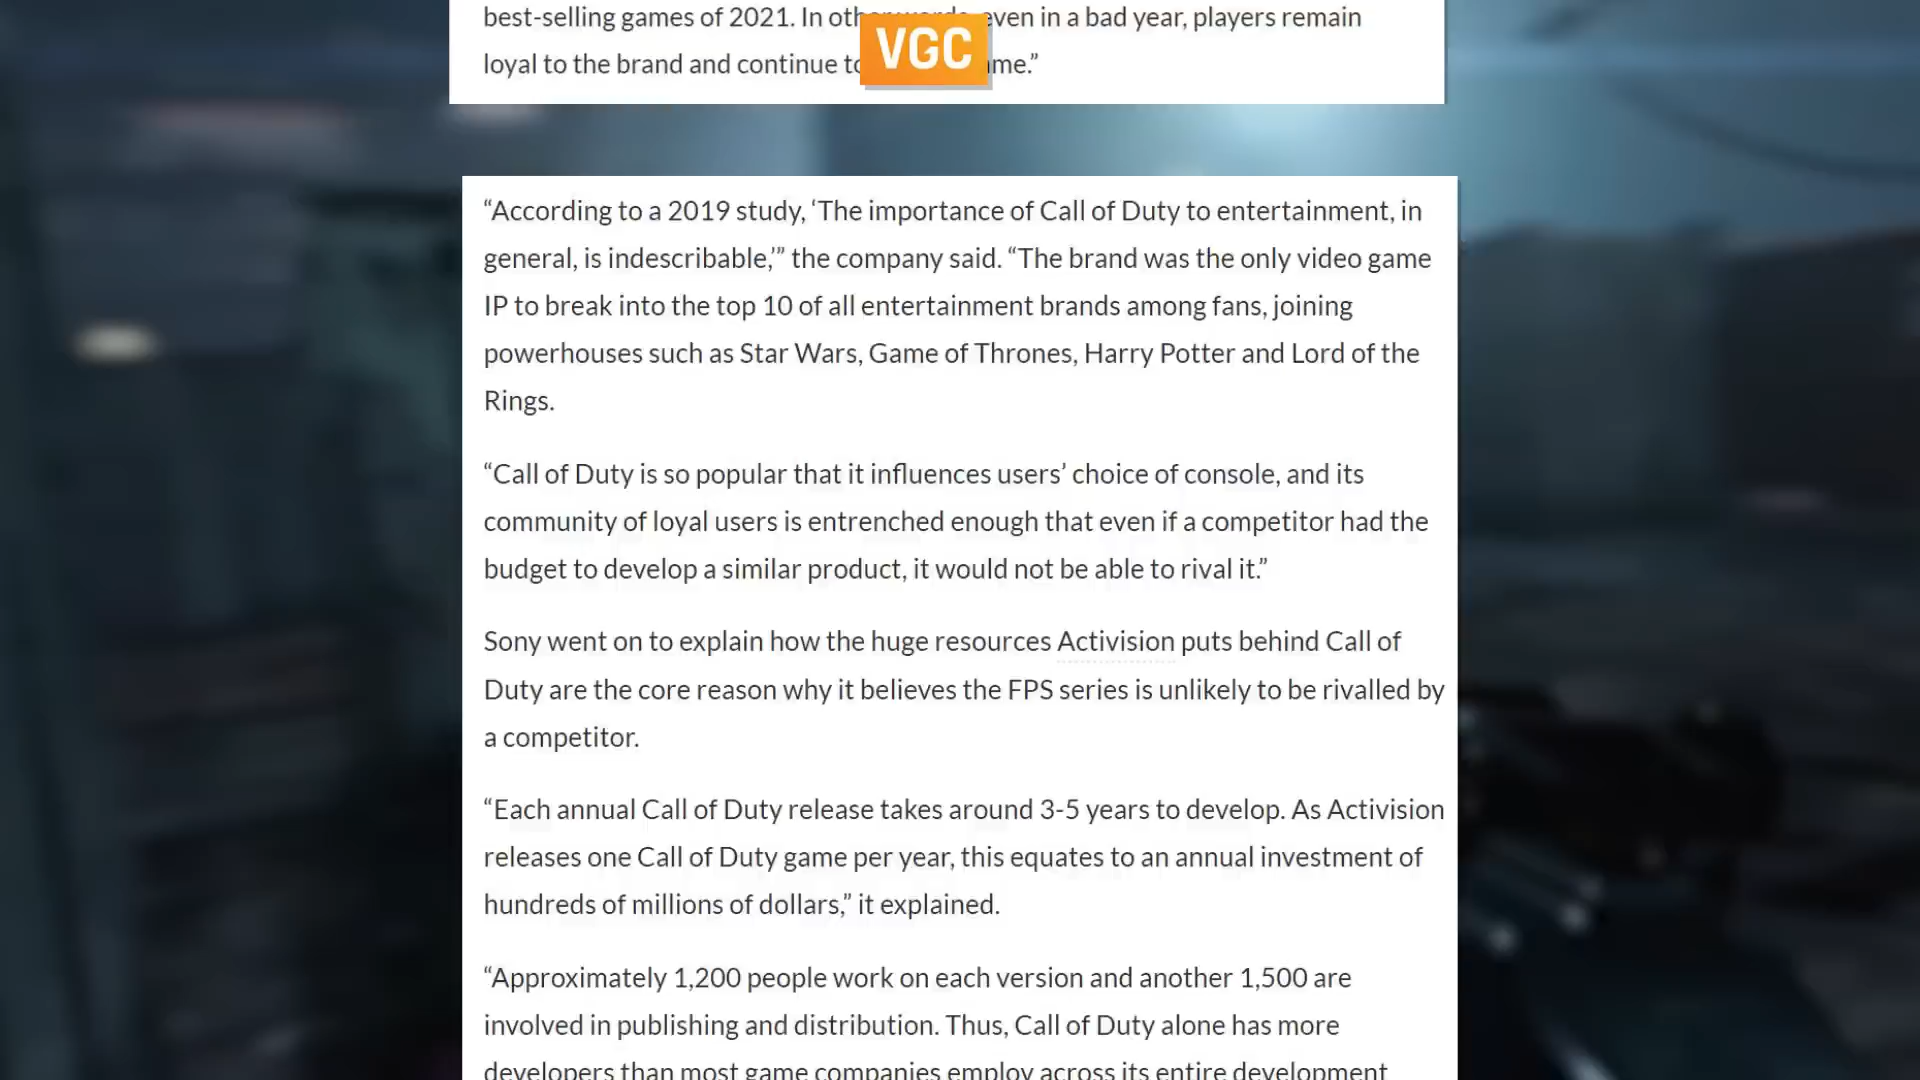 best-selling games of 2021. In even in a bad year, players remain
VGC
loyal to the brand and continue to
“According to a 2019 study, ‘The importance of Call of Duty to entertainment, in
general, is indescribable,’” the company said. “The brand was the only video game
IP to break into the top 10 of all entertainment brands among fans, joining
powerhouses such as Star Wars, Game of Thrones, Harry Potter and Lord of the
Rings.
“Call of Duty is so popular that it influences users’ choice of console, and its
community of loyal users is entrenched enough that even if a competitor had the
budget to develop a similar product, it would not be able to rival it.”
Sony went on to explain how the huge resources Activision puts behind Call of
Duty are the core reason why it believes the FPS series is unlikely to be rivalled by
a competitor.
“Each annual Call of Duty release takes around 3-5 years to develop. As Activision
releases one Call of Duty game per year, this equates to an annual investment of
hundreds of millions of dollars,” it explained.
“Approximately 1,200 people work on each version and another 1,500 are
involved in publishing and distribution. Thus, Call of Duty alone has more
developers than most game companies employ across its entire development